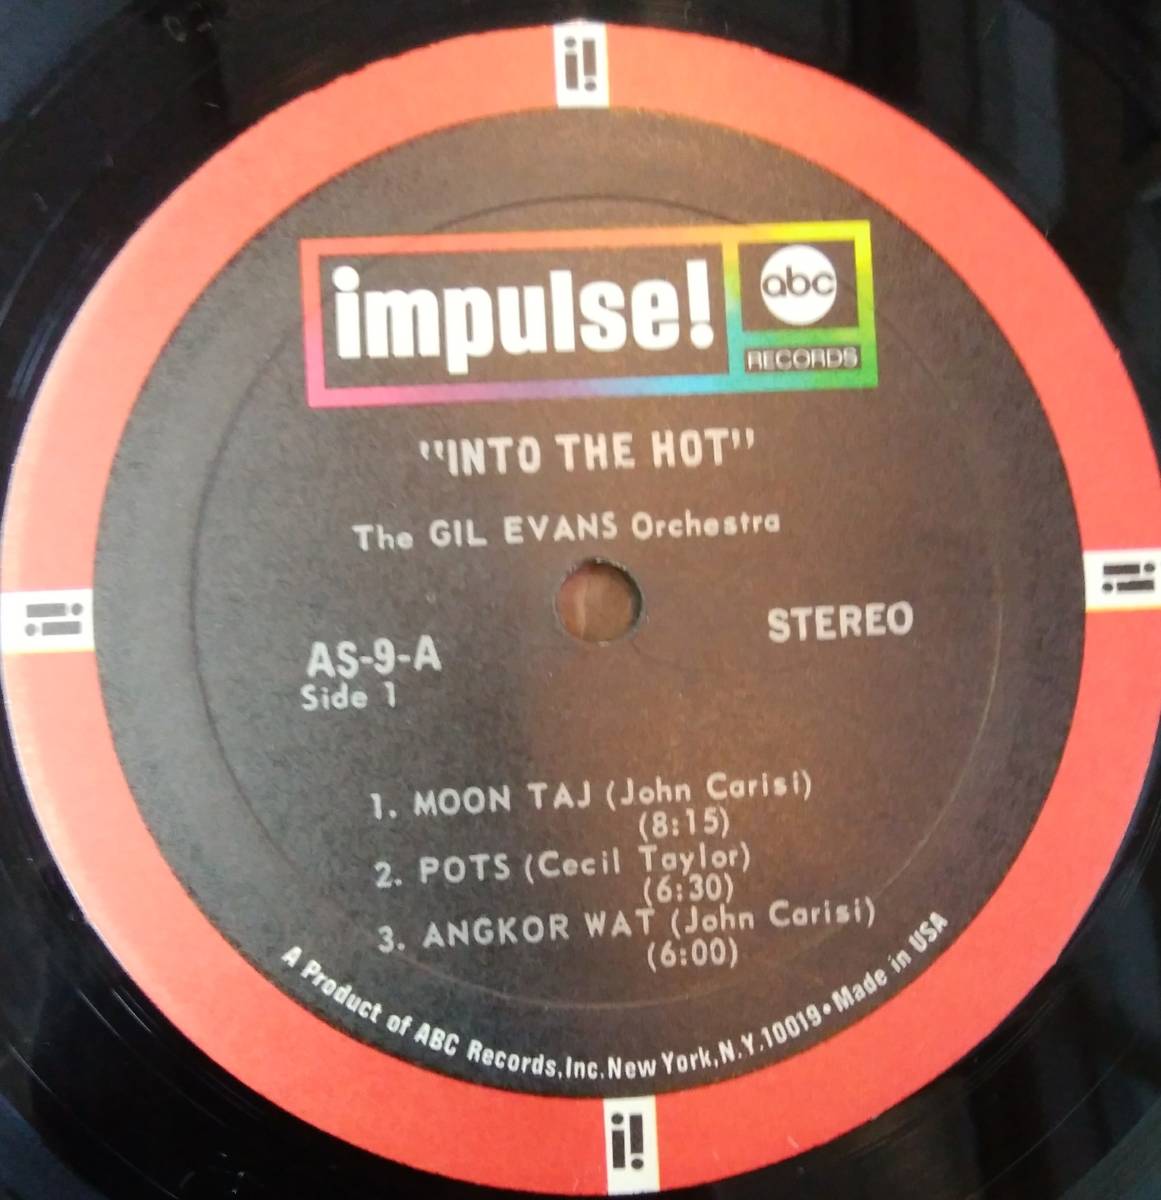 i!
impulse!
abc
RECORDS
"INTO THE HOT"
The GIL EVANS Orchestra
i!
i!
STEREO
AS-9-A
Side 1
1. MOON TAJ (John Carisi)
(8:15)
2. POTS (Cecil Taylor)
(6:30)
3. ANGKOR WAT (John Carisi)
(6:00)
A Product of ABC Records, Inc. New York, N.Y. 10019 • Made in USA
i!